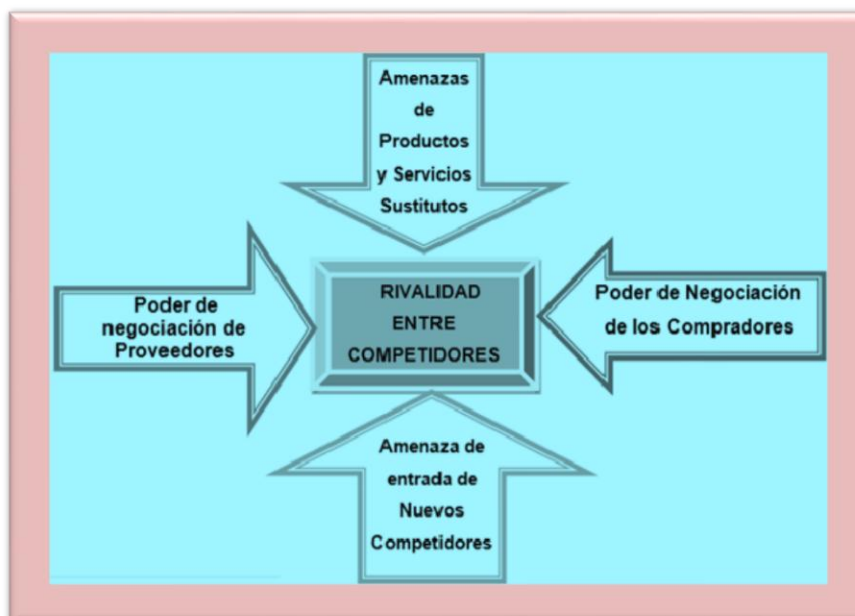 Amenazas
de
Productos
y Servicios
Sustitutos
Poder de
negociación de
Proveedores
RIVALIDAD
ENTRE
COMPETIDORES
Poder de Negociación
de los Compradores
Amenaza de
entrada de
Nuevos
Competidores